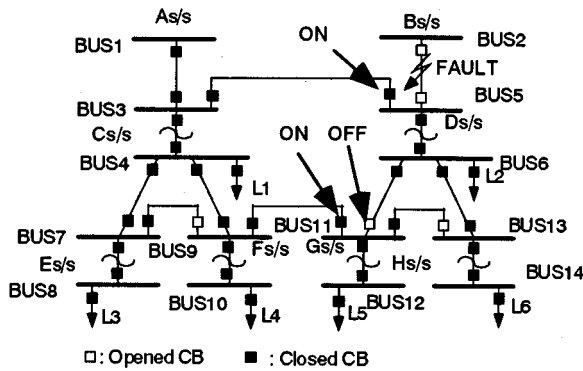 As/s
Bs/s
BUS1
ON
BUS2
FAULT
BUS3
BUS5
Cs/s
Ds/s
ON
OFF
BUS4
BUS6
L1
L2
BUS7
BUS9
Fs/s
BUS11
Gs/s
BUS13
Es/s
Hs/s
BUS14
BUS8
BUS10
BUS12
L3
L4
L5
L6
: Opened CB
: Closed CB